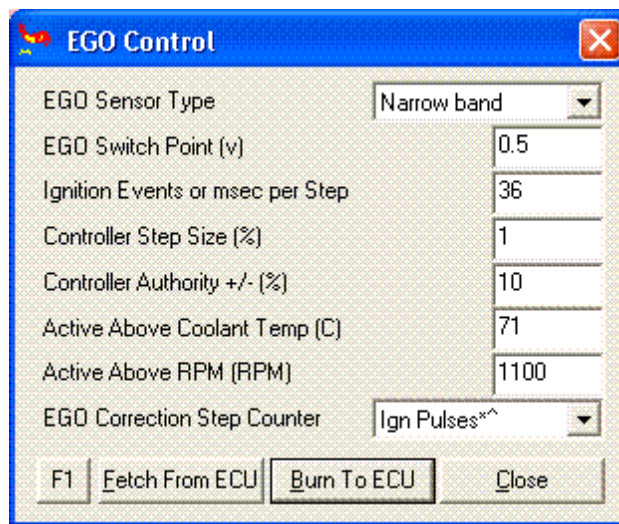 EGO Control
EGO Sensor Type Narrow band
EGO Switch Point (v) 0.5
Ignition Events or msec per Step 36
Controller Step Size (%) 1
Controller Authority +/- (%) 10
Active Above Coolant Temp (C) 71
Active Above RPM (RPM) 1100
EGO Correction Step Counter Ign Pulses*^
F1 Fetch From ECU Burn To ECU Close